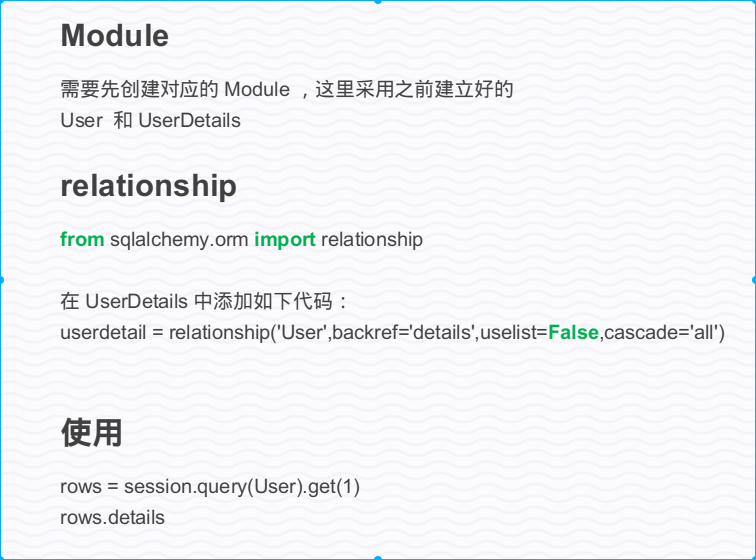 Module
需要先创建对应的 Module ，这里采用之前建立好的
User 和 UserDetails
relationship
from sqlalchemy.orm import relationship
在 UserDetails 中添加如下代码：
userdetail = relationship('User',backref='details',uselist=False,cascade='all')
使用
rows = session.query(User).get(1)
rows.details